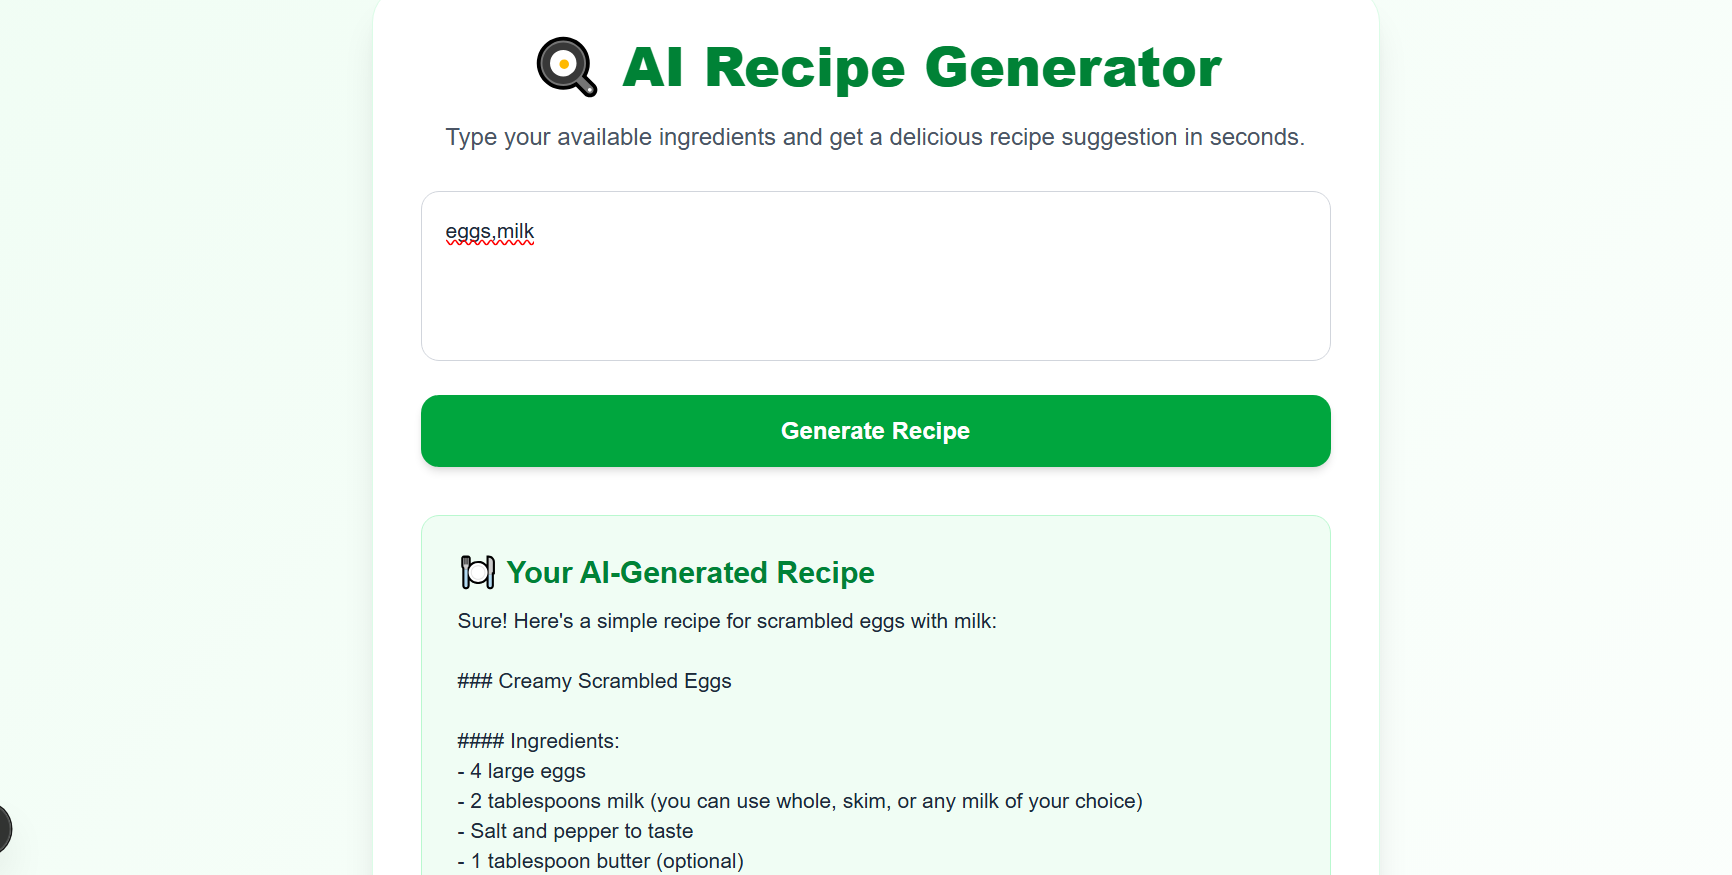 AI Recipe Generator
Type your available ingredients and get a delicious recipe suggestion in seconds.
eggs,milk
Generate Recipe
Your AI-Generated Recipe
Sure! Here's a simple recipe for scrambled eggs with milk:
### Creamy Scrambled Eggs
#### Ingredients:
- 4 large eggs
- 2 tablespoons milk (you can use whole, skim, or any milk of your choice)
- Salt and pepper to taste
- 1 tablespoon butter (optional)